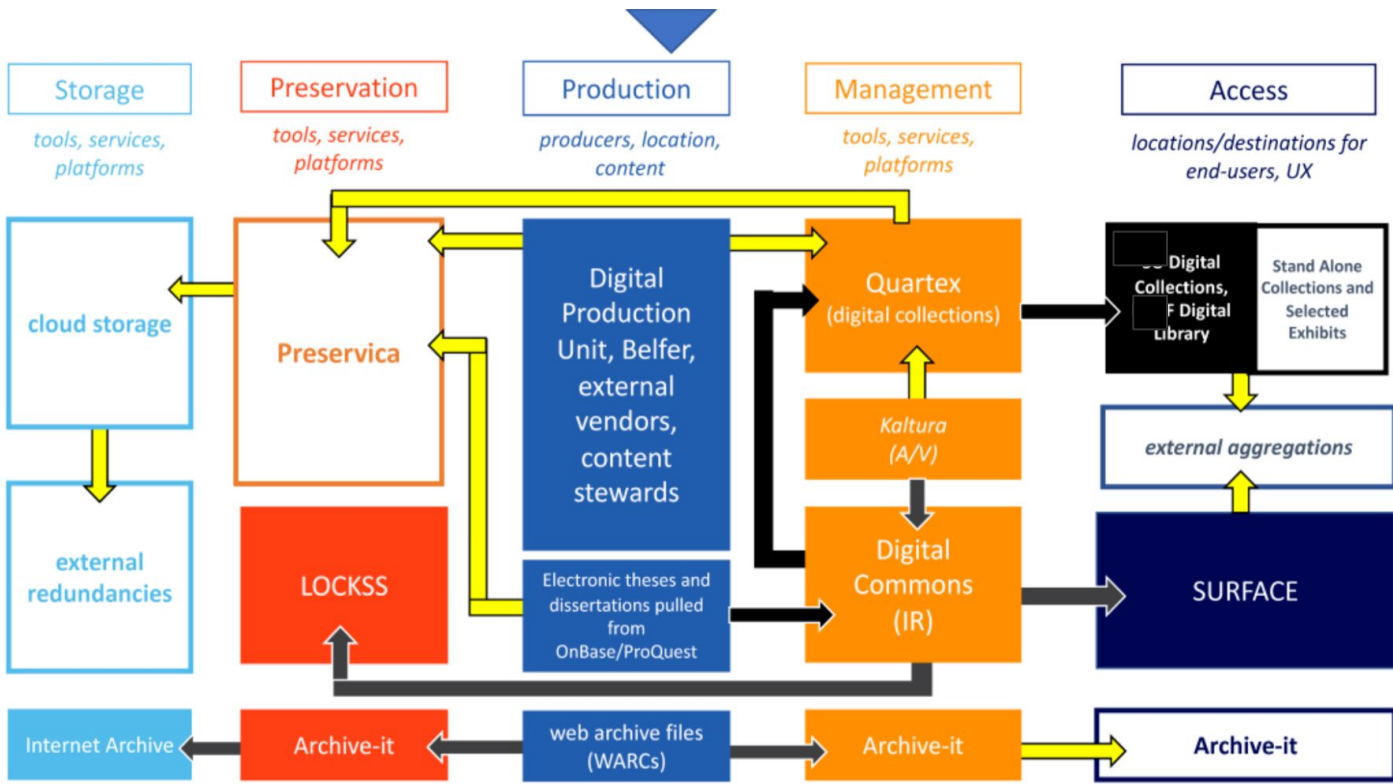 Storage
Preservation
Production
Management
Access
tools, services,
platforms
tools, services,
platforms
producers, location,
content
tools, services,
platforms
locations/destinations for
end-users, UX
cloud storage
external
redundancies
Preservica
LOCKSS
Digital
Production
Unit, Belfer,
external
vendors,
content
stewards
Electronic theses and
dissertations pulled
from
OnBase/ProQuest
Quartex
(digital collections)
Kaltura
(A/V)
Digital
Commons
(IR)
Digital
Collections,
Digital
Library
Stand Alone
Collections and
Selected
Exhibits
external aggregations
SURFACE
Internet Archive
Archive-it
web archive files
(WARCs)
Archive-it
Archive-it